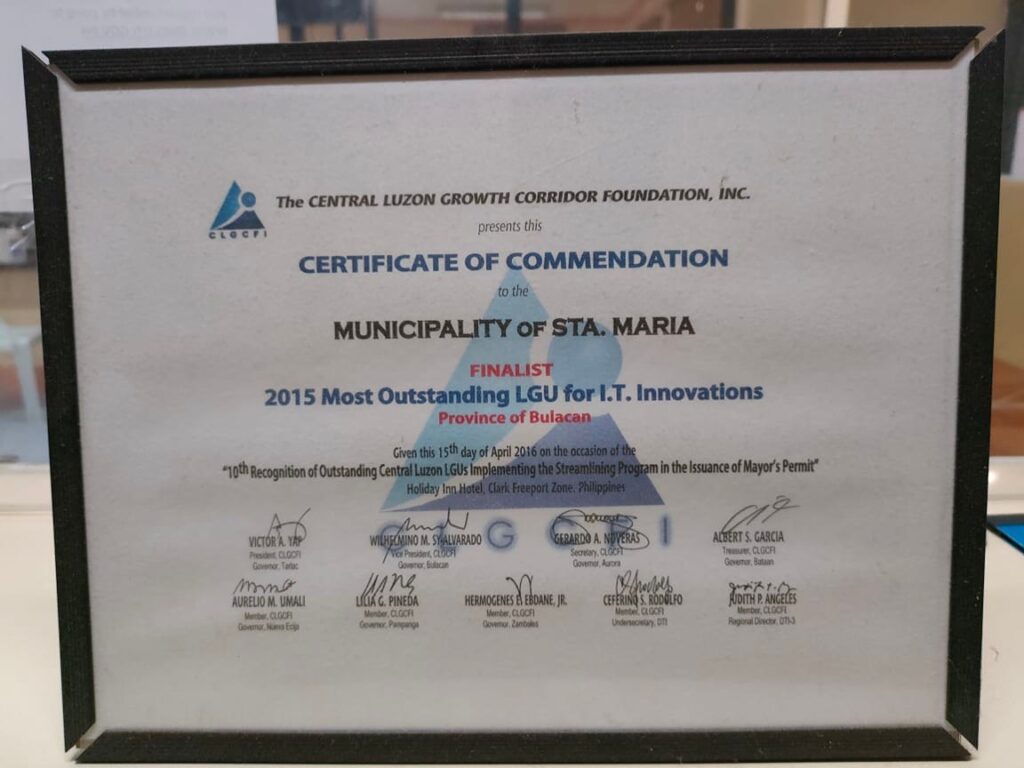 The CENTRAL LUZON GROWTH CORRIDOR FOUNDATION, INC.
CLGCFI
presents this
CERTIFICATE OF COMMENDATION
to the
MUNICIPALITY OF STA. MARIA
FINALIST
2015 Most Outstanding LGU for I.T. Innovations
Province of Bulacan
Given this 15th day of April 2016 on the occasion of the
"10th Recognition of Outstanding Central Luzon LGUs Implementing the Streamlining Program in the Issuance of Mayor's Permit"
Holiday Inn Hotel, Clark Freeport Zone, Philippines
CLGCFI
VICTOR A. YAP WILHELMINO M. SY-ALVARADO GERARDO A. NOVERAS ALBERT S. GARCIA
President, CLGCFI Vice President, CLGCFI Secretary, CLGCFI Treasurer, CLGCFI
Governor, Tarlac Governor, Bulacan Governor, Aurora Governor, Bataan
AURELIO M. UMALI LILIA G. PINEDA HERMOGENES E. EBDANE, JR. CEFERINO S. RODOLFO JUDITH P. ANGELES
Member, CLGCFI Member, CLGCFI Member, CLGCFI Member, CLGCFI Member, CLGCFI
Governor, Nueva Ecija Governor, Pampanga Governor, Zambales Undersecretary, DTI Regional Director, DTI-3